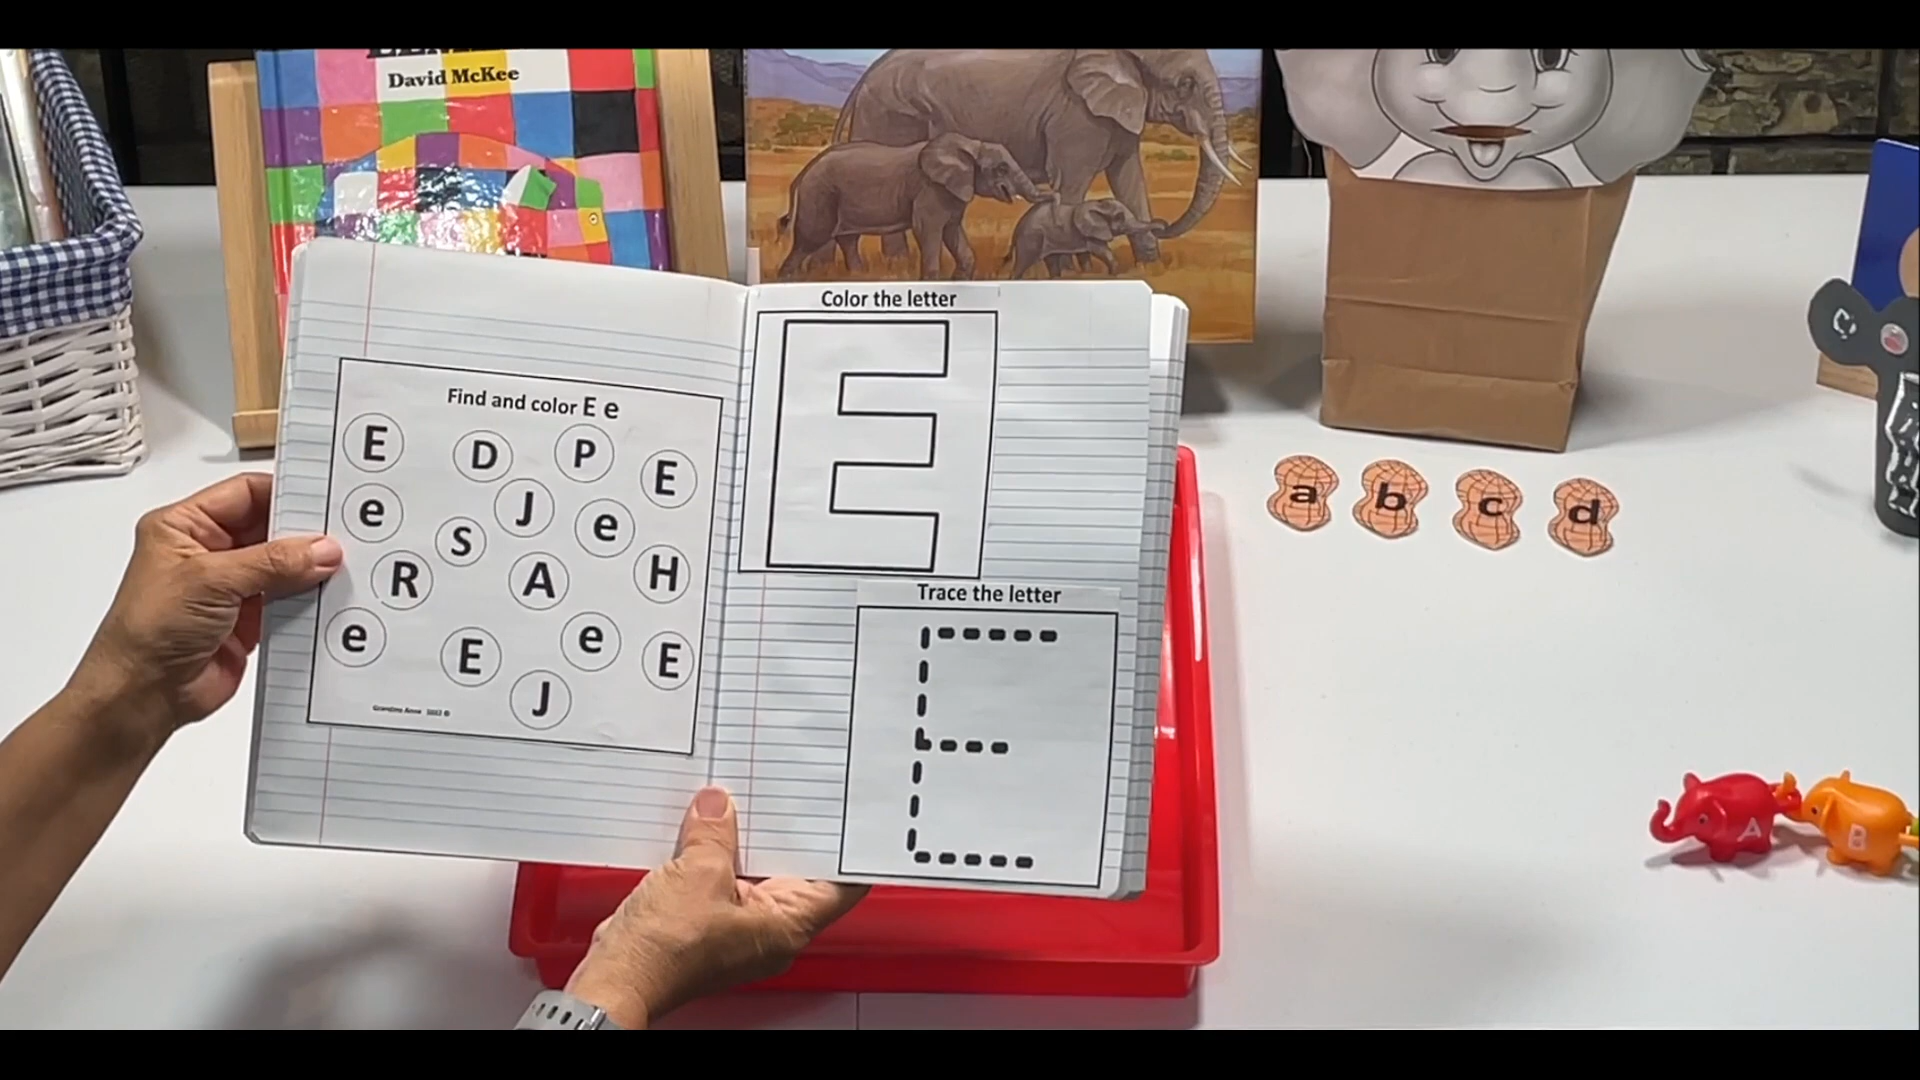 David McKee
Color the letter
E
Find and color E e
E D P E
e J e
S
R A H
e E e E
J
Trace the letter
E
a b c d
A B